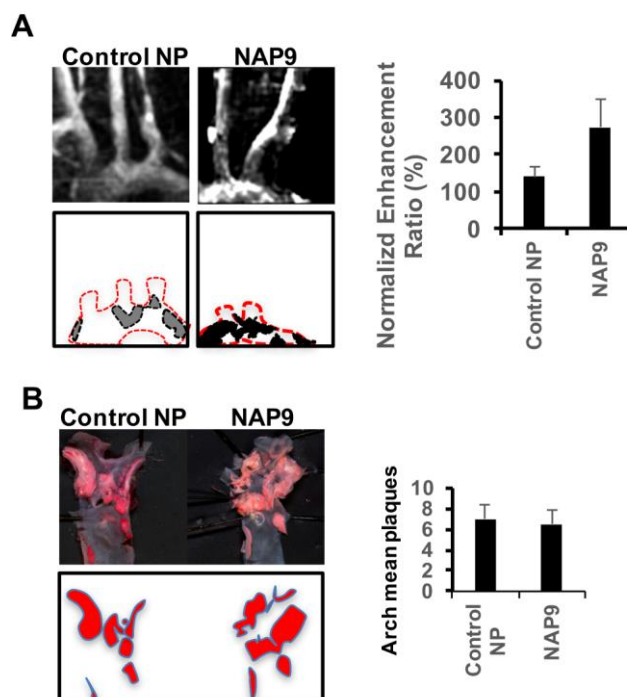 A
Control NP NAP9
Normalizd Enhancement
Ratio (%)
400
300
200
100
0
Control NP
NAP9
B
Control NP NAP9
Arch mean plaques
10
8
6
4
2
0
Control
NP
NAP9